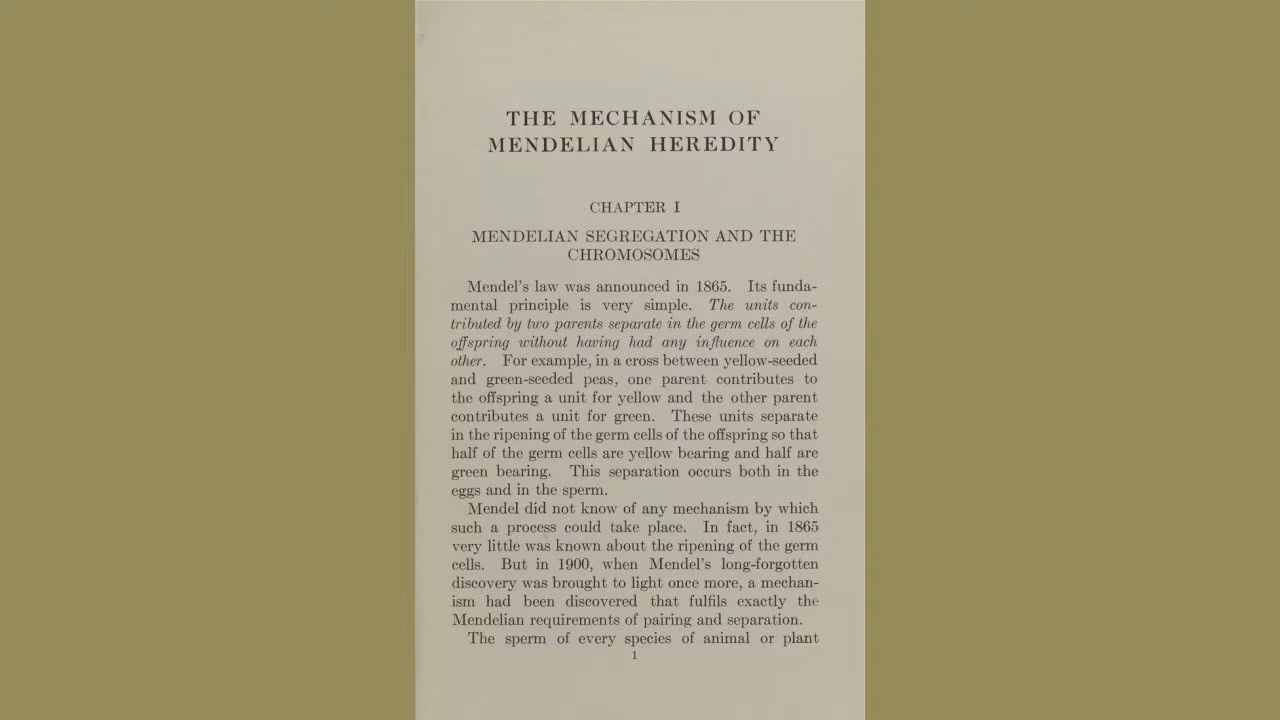 THE MECHANISM OF
MENDELIAN HEREDITY
CHAPTER I
MENDELIAN SEGREGATION AND THE
CHROMOSOMES
Mendel's law was announced in 1865. Its funda-
mental principle is very simple. The units con-
tributed by two parents separate in the germ cells of the
offspring without having had any influence on each
other. For example, in a cross between yellow-seeded
and green-seeded peas, one parent contributes to
the offspring a unit for yellow and the other parent
contributes a unit for green. These units separate
in the ripening of the germ cells of the offspring so that
half of the germ cells are yellow bearing and half are
green bearing. This separation occurs both in the
eggs and in the sperm.
Mendel did not know of any mechanism by which
such a process could take place. In fact, in 1865
very little was known about the ripening of the germ
cells. But in 1900, when Mendel's long-forgotten
discovery was brought to light once more, a mechan-
ism had been discovered that fulfils exactly the
Mendelian requirements of pairing and separation.
The sperm of every species of animal or plant
1